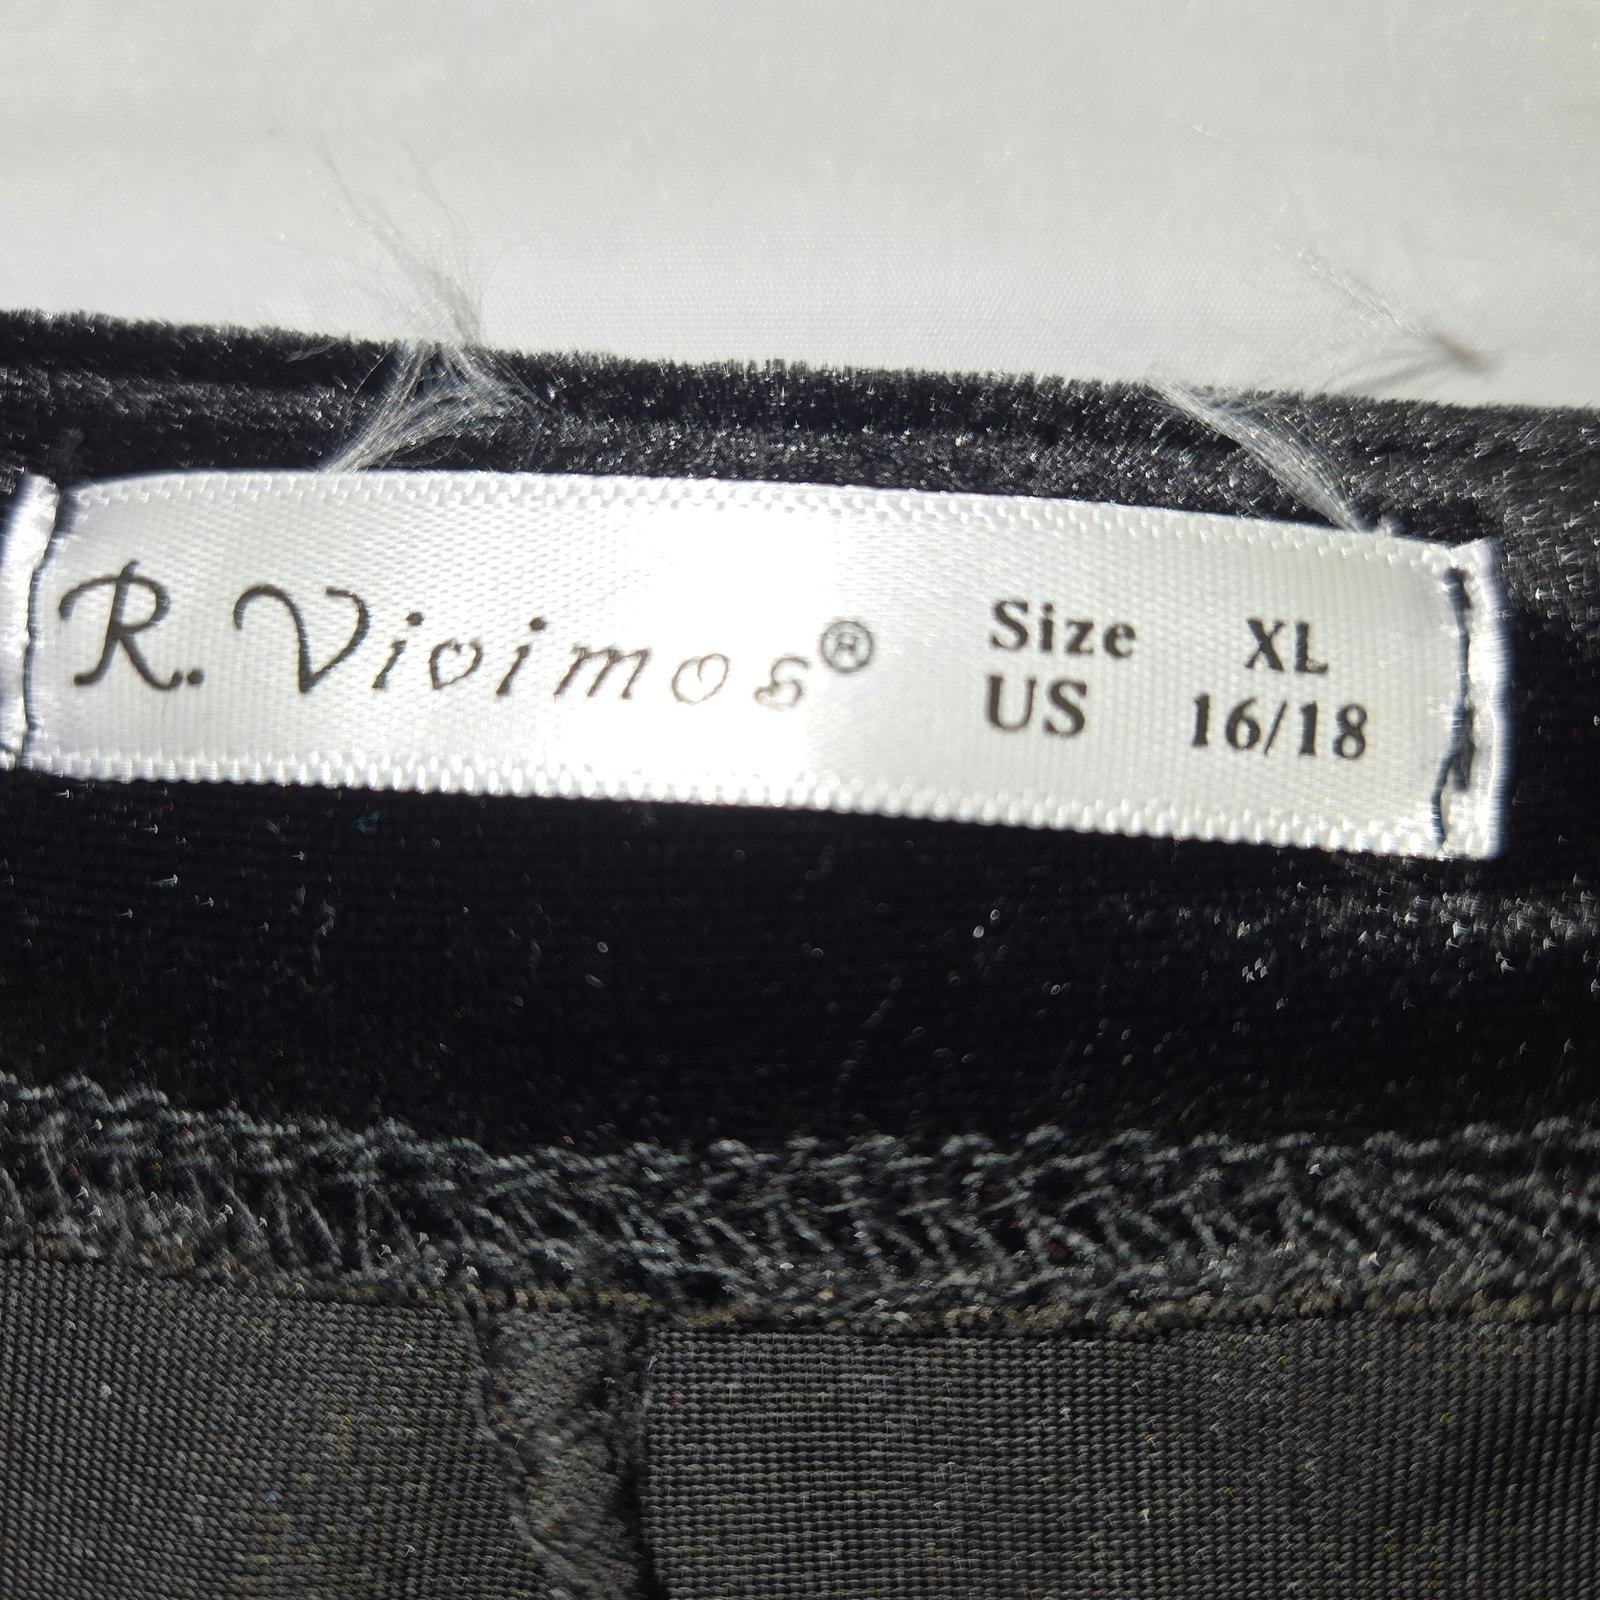 R. Vivimos®
Size XL
US 16/18